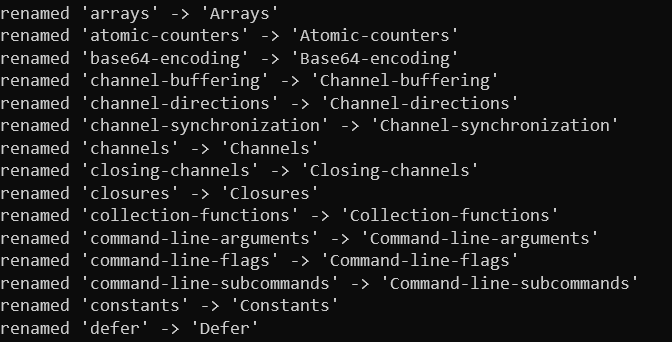 renamed 'arrays' -> 'Arrays'
renamed 'atomic-counters' -> 'Atomic-counters'
renamed 'base64-encoding' -> 'Base64-encoding'
renamed 'channel-buffering' -> 'Channel-buffering'
renamed 'channel-directions' -> 'Channel-directions'
renamed 'channel-synchronization' -> 'Channel-synchronization'
renamed 'channels' -> 'Channels'
renamed 'closing-channels' -> 'Closing-channels'
renamed 'closures' -> 'Closures'
renamed 'collection-functions' -> 'Collection-functions'
renamed 'command-line-arguments' -> 'Command-line-arguments'
renamed 'command-line-flags' -> 'Command-line-flags'
renamed 'command-line-subcommands' -> 'Command-line-subcommands'
renamed 'constants' -> 'Constants'
renamed 'defer' -> 'Defer'